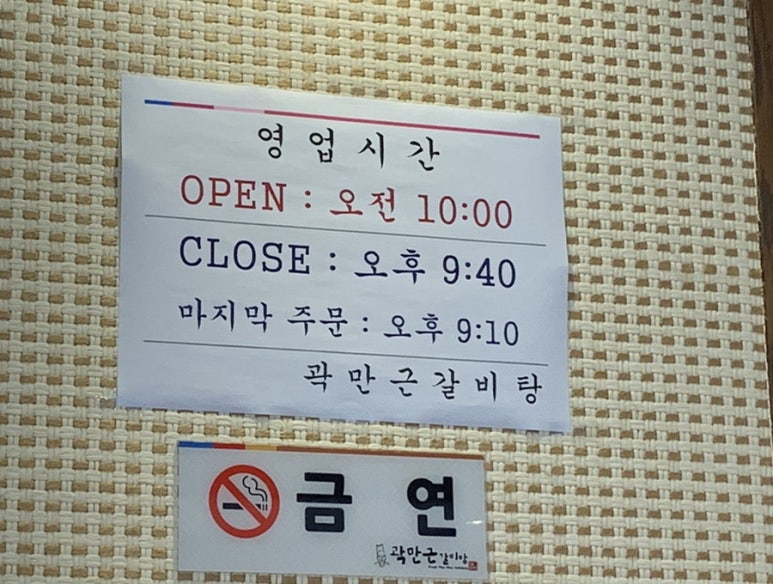 영업시간
OPEN : 오전 10:00
CLOSE : 오후 9:40
마지막 주문 : 오후 9:10
곽만근갈비탕
금연
곽만근갈비탕